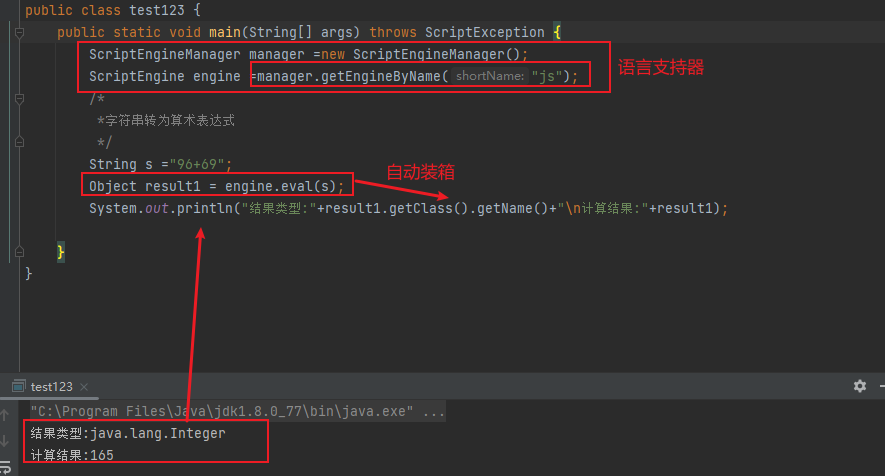 public class test123 {
public static void main(String[] args) throws ScriptException {
ScriptEngineManager manager =new ScriptEngineManager();
ScriptEngine engine =manager.getEngineByName( shortName: "js");
语言支持器
/*
*字符串转为算术表达式
*/
String s ="96+69";
自动装箱
Object result1 = engine.eval(s);
System.out.println("结果类型:"+result1.getClass().getName()+"\n计算结果:"+result1);
}
}
test123 ×
"C:\Program Files\Java\jdk1.8.0_77\bin\java.exe" ...
结果类型:java.lang.Integer
计算结果:165